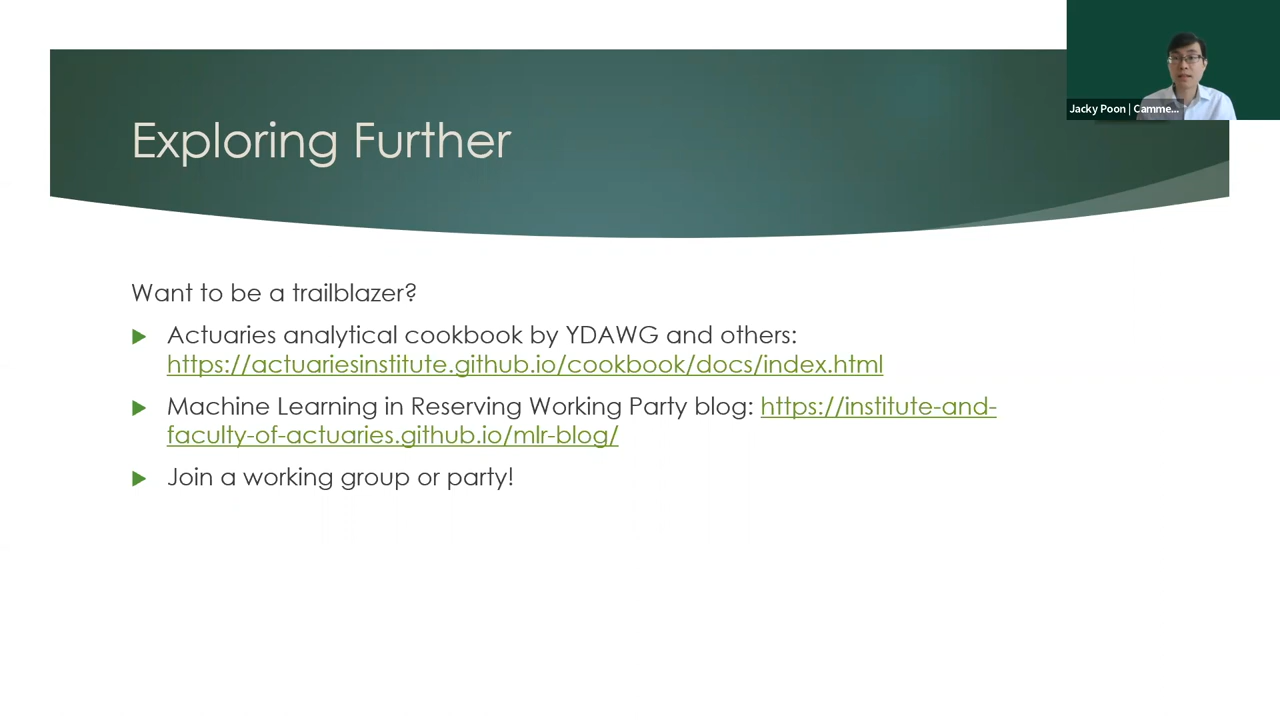 Jacky Poon | Camme...
Exploring Further
Want to be a trailblazer?
Actuaries analytical cookbook by YDAWG and others:
https://actuariesinstitute.github.io/cookbook/docs/index.html
Machine Learning in Reserving Working Party blog: https://institute-and-
faculty-of-actuaries.github.io/mlr-blog/
Join a working group or party!